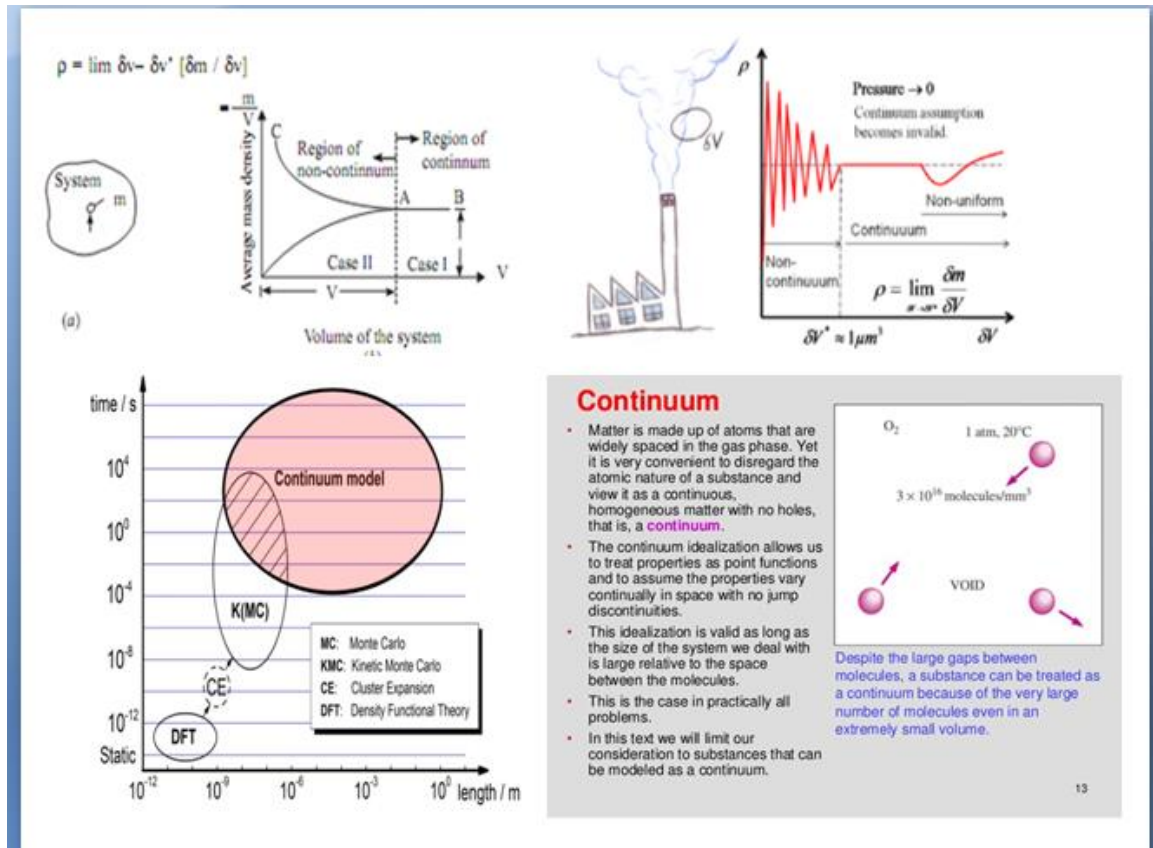 ρ = lim δv– δv' [δm / δv]
System
m
(a)
= m
V
Average mass density
C
Region of
non-continnum
Region of
continnum
A
B
Case II
Case I
V
V
Volume of the system
δV
ρ
Pressure → 0
Continuum assumption
becomes invalid.
Non-uniform
Continuuum
Non-
continuuum
ρ = lim δm
δV
δV* ≈ 1μm³
δV
time / s
10⁴
10⁰
10⁻⁴
10⁻⁸
10⁻¹²
Static
Continuum model
K(MC)
CE
DFT
MC: Monte Carlo
KMC: Kinetic Monte Carlo
CE: Cluster Expansion
DFT: Density Functional Theory
10⁻¹² 10⁻⁹ 10⁻⁶ 10⁻³ 10⁰ length / m
Continuum
• Matter is made up of atoms that are
widely spaced in the gas phase. Yet
it is very convenient to disregard the
atomic nature of a substance and
view it as a continuous,
homogeneous matter with no holes,
that is, a continuum.
• The continuum idealization allows us
to treat properties as point functions
and to assume the properties vary
continually in space with no jump
discontinuities.
• This idealization is valid as long as
the size of the system we deal with
is large relative to the space
between the molecules.
• This is the case in practically all
problems.
• In this text we will limit our
consideration to substances that can
be modeled as a continuum.
O₂
1 atm, 20°C
3 × 10¹⁶ molecules/mm³
VOID
Despite the large gaps between
molecules, a substance can be treated as
a continuum because of the very large
number of molecules even in an
extremely small volume.
13